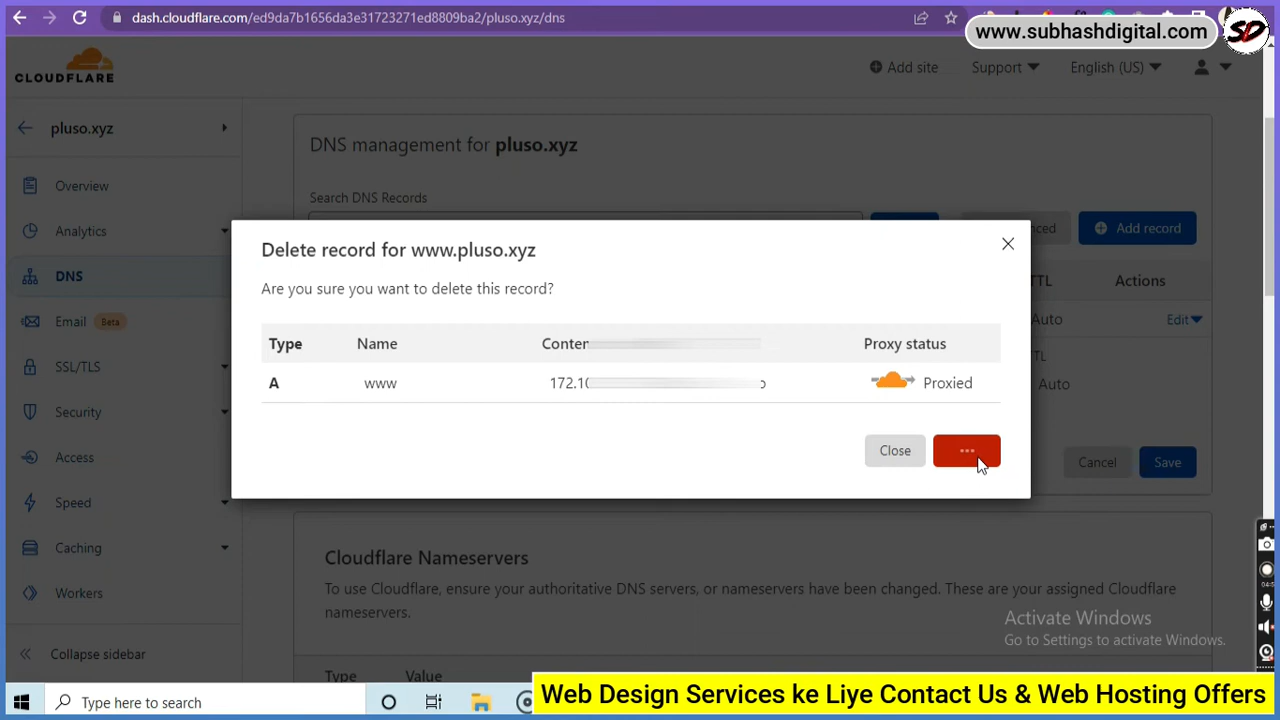 dash.cloudflare.com/ed9da7b1656da3e31723271ed8809ba2/pluso.xyz/dns
www.subhashdigital.com
SD
CLOUDFLARE
Add site
Support
English (US)
pluso.xyz
Overview
Analytics
DNS
Email Beta
SSL/TLS
Security
Access
Speed
Caching
Workers
Collapse sidebar
DNS management for pluso.xyz
Search DNS Records
Add record
TTL Actions
Auto Edit
TTL
Auto
Cancel Save
Delete record for www.pluso.xyz
Are you sure you want to delete this record?
Type Name Conten Proxy status
A www 172.10 Proxied
Close ...
Cloudflare Nameservers
To use Cloudflare, ensure your authoritative DNS servers, or nameservers have been changed. These are your assigned Cloudflare
nameservers.
Type Value
Activate Windows
Go to Settings to activate Windows.
Type here to search
Web Design Services ke Liye Contact Us & Web Hosting Offers